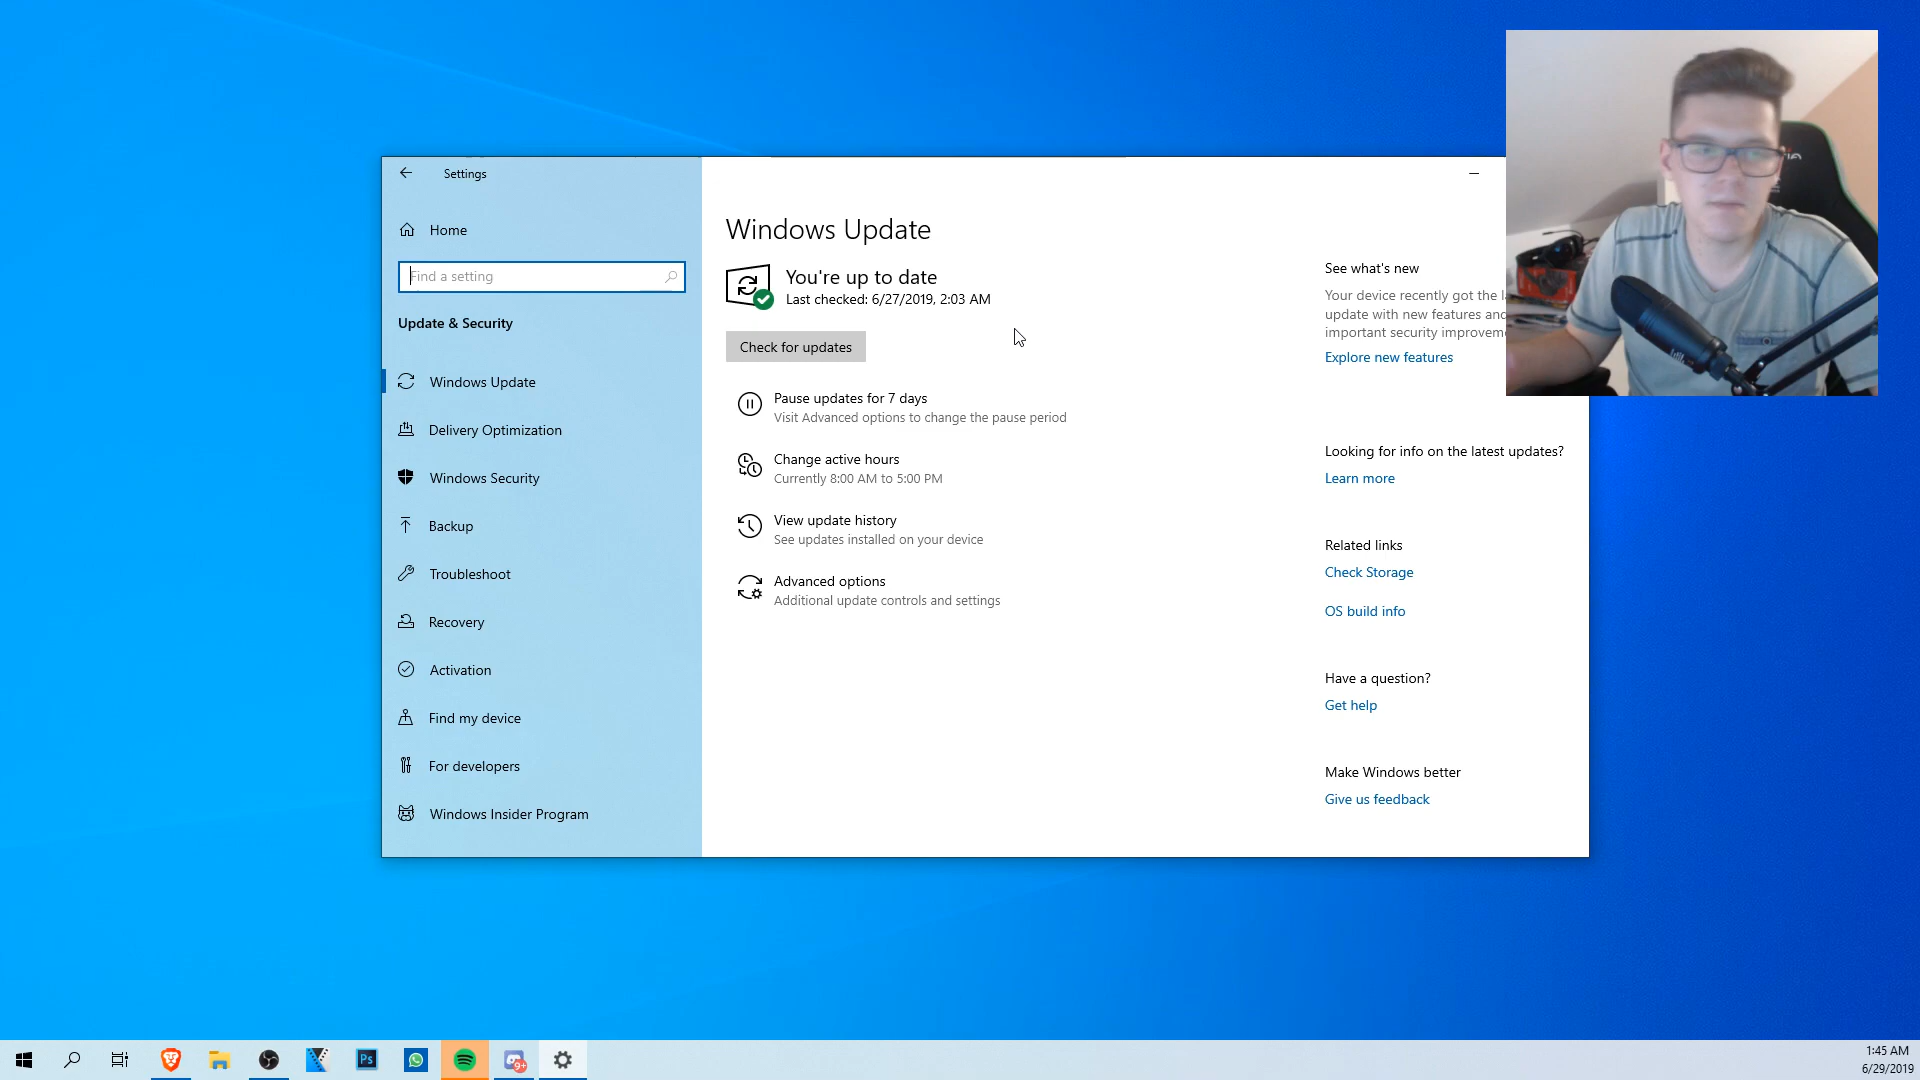 Settings
Home
Find a setting
Update & Security
Windows Update
Delivery Optimization
Windows Security
Backup
Troubleshoot
Recovery
Activation
Find my device
For developers
Windows Insider Program
Windows Update
You're up to date
Last checked: 6/27/2019, 2:03 AM
Check for updates
Pause updates for 7 days
Visit Advanced options to change the pause period
Change active hours
Currently 8:00 AM to 5:00 PM
View update history
See updates installed on your device
Advanced options
Additional update controls and settings
See what's new
Your device recently got the
update with new features and
important security
Explore new features
Looking for info on the latest updates?
Learn more
Related links
Check Storage
OS build info
Have a question?
Get help
Make Windows better
Give us feedback
Ps
9+
1:45 AM
6/29/2019